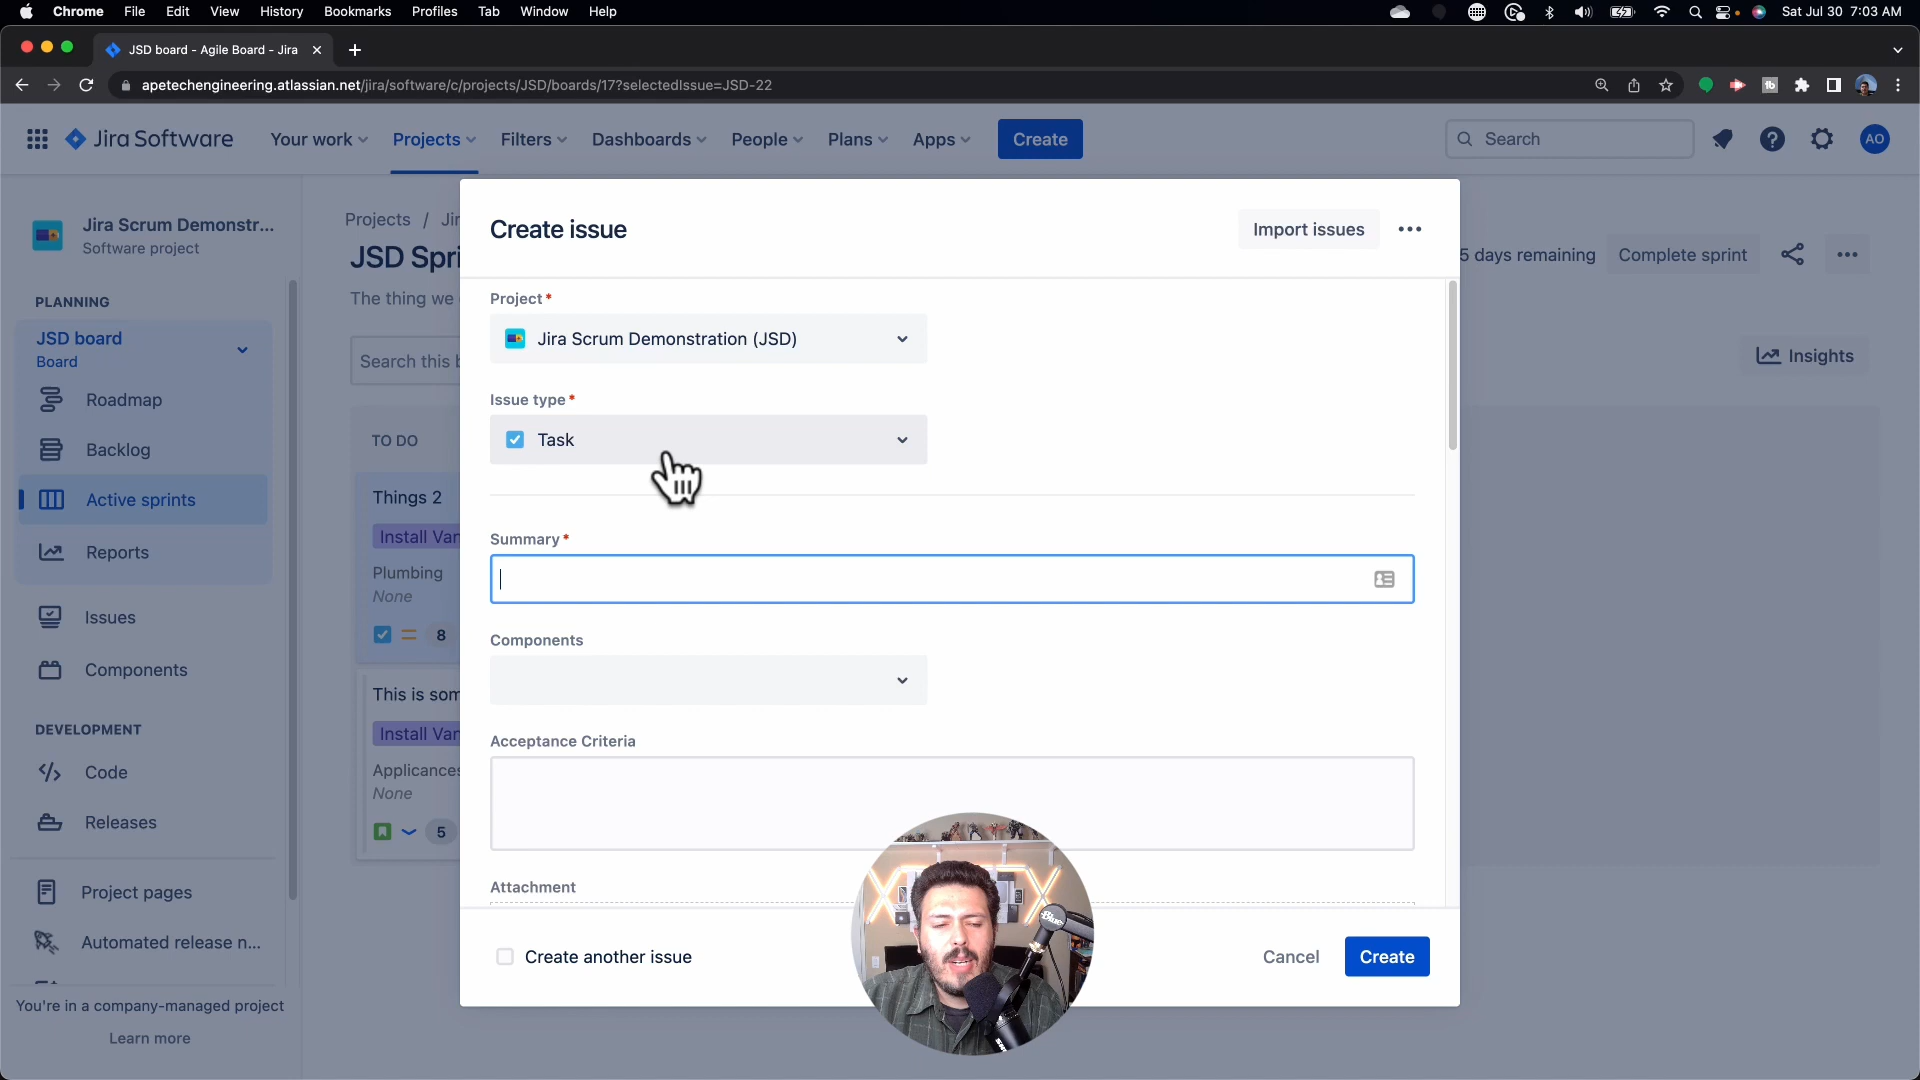 Chrome File Edit View History Bookmarks Profiles Tab Window Help Sat Jul 30 7:03 AM
JSD board - Agile Board - Jira
apetechengineering.atlassian.net/jira/software/c/projects/JSD/boards/17?selectedIssue=JSD-22
Jira Software Your work Projects Filters Dashboards People Plans Apps Create Search AO
Jira Scrum Demonstr...
Software project
PLANNING
JSD board
Board
Roadmap
Backlog
Active sprints
Reports
Issues
Components
DEVELOPMENT
Code
Releases
Project pages
Automated release n...
You're in a company-managed project
Learn more
Projects / Jir
JSD Spri
The thing we
Search this b
TO DO
Things 2
Install Van
Plumbing
None
8
This is som
Install Van
Applicances
None
5
5 days remaining Complete sprint
Insights
Create issue
Import issues
Project*
Jira Scrum Demonstration (JSD)
Issue type*
Task
Summary*
Components
Acceptance Criteria
Attachment
Create another issue
Cancel Create
Blue